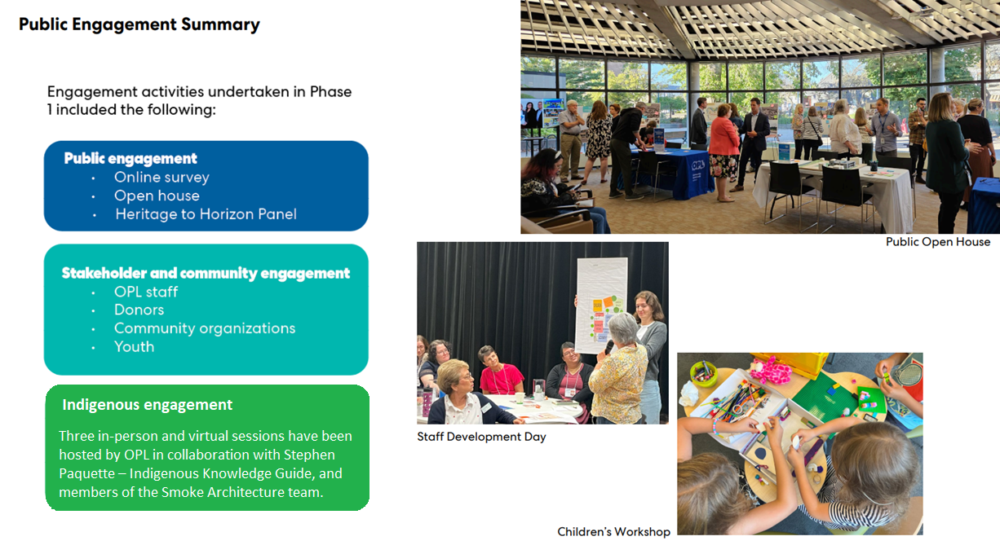 Public Engagement Summary
Engagement activities undertaken in Phase
1 included the following:
Public engagement
• Online survey
• Open house
• Heritage to Horizon Panel
Stakeholder and community engagement
• OPL staff
• Donors
• Community organizations
• Youth
Indigenous engagement
Three in-person and virtual sessions have been
hosted by OPL in collaboration with Stephen
Paquette – Indigenous Knowledge Guide, and
members of the Smoke Architecture team.
OPL
Public Open House
Staff Development Day
Children's Workshop